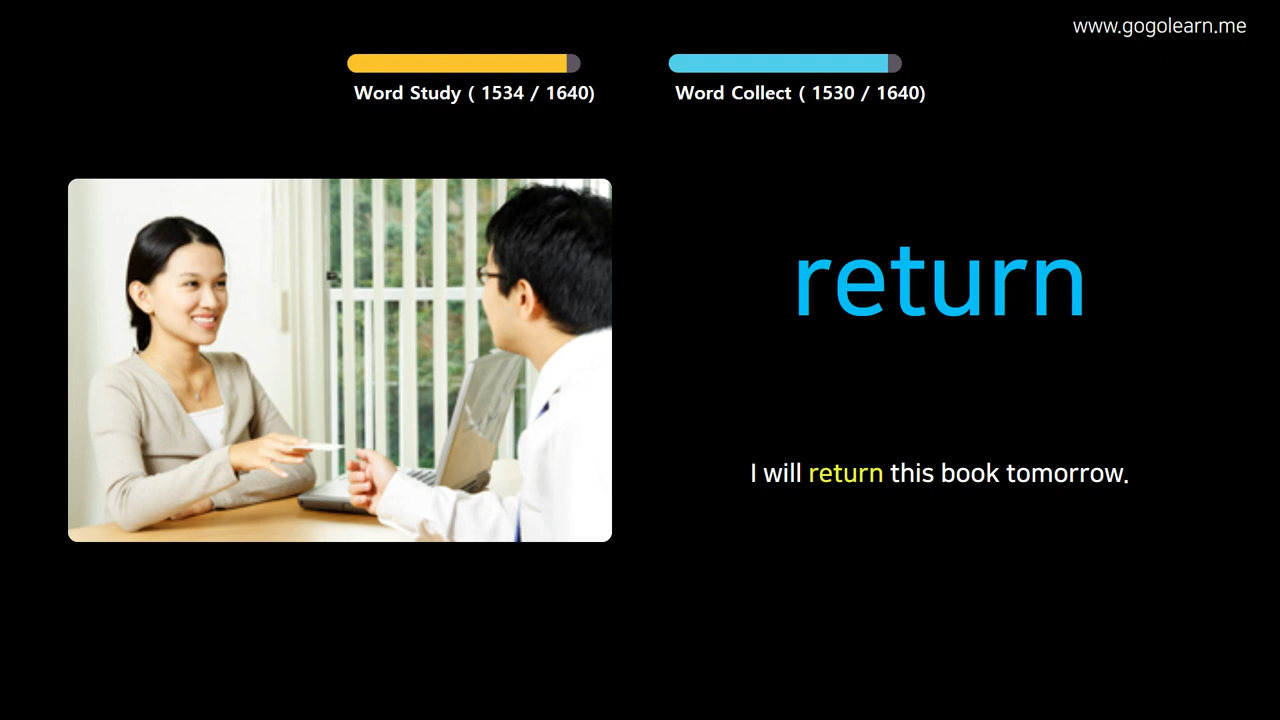 www.gogolearn.me
Word Study ( 1534 / 1640)
Word Collect ( 1530 / 1640)
return
I will return this book tomorrow.